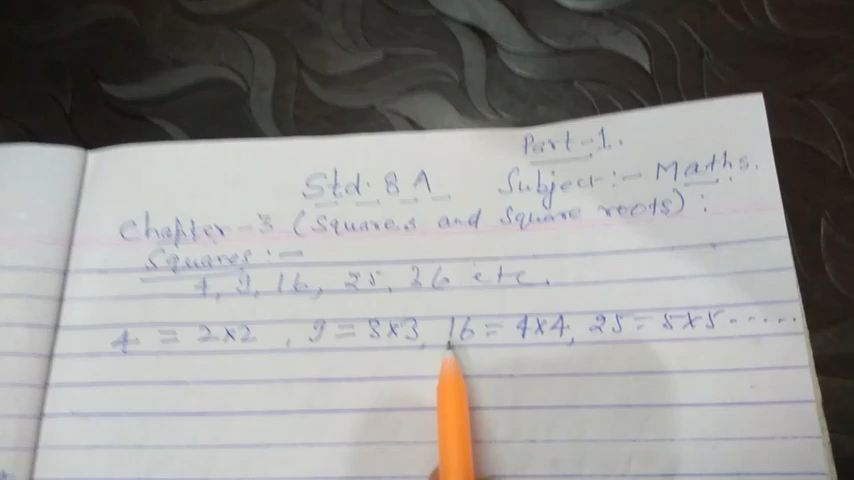 Part-1.
Std: 8 A Subject:- Maths.
Chapter-3 (Squares and Square roots):
Squares:-
4, 9, 16, 25, 36 etc.
4 = 2x2 , 9 = 3x3, 16 = 4x4, 25 = 5x5......